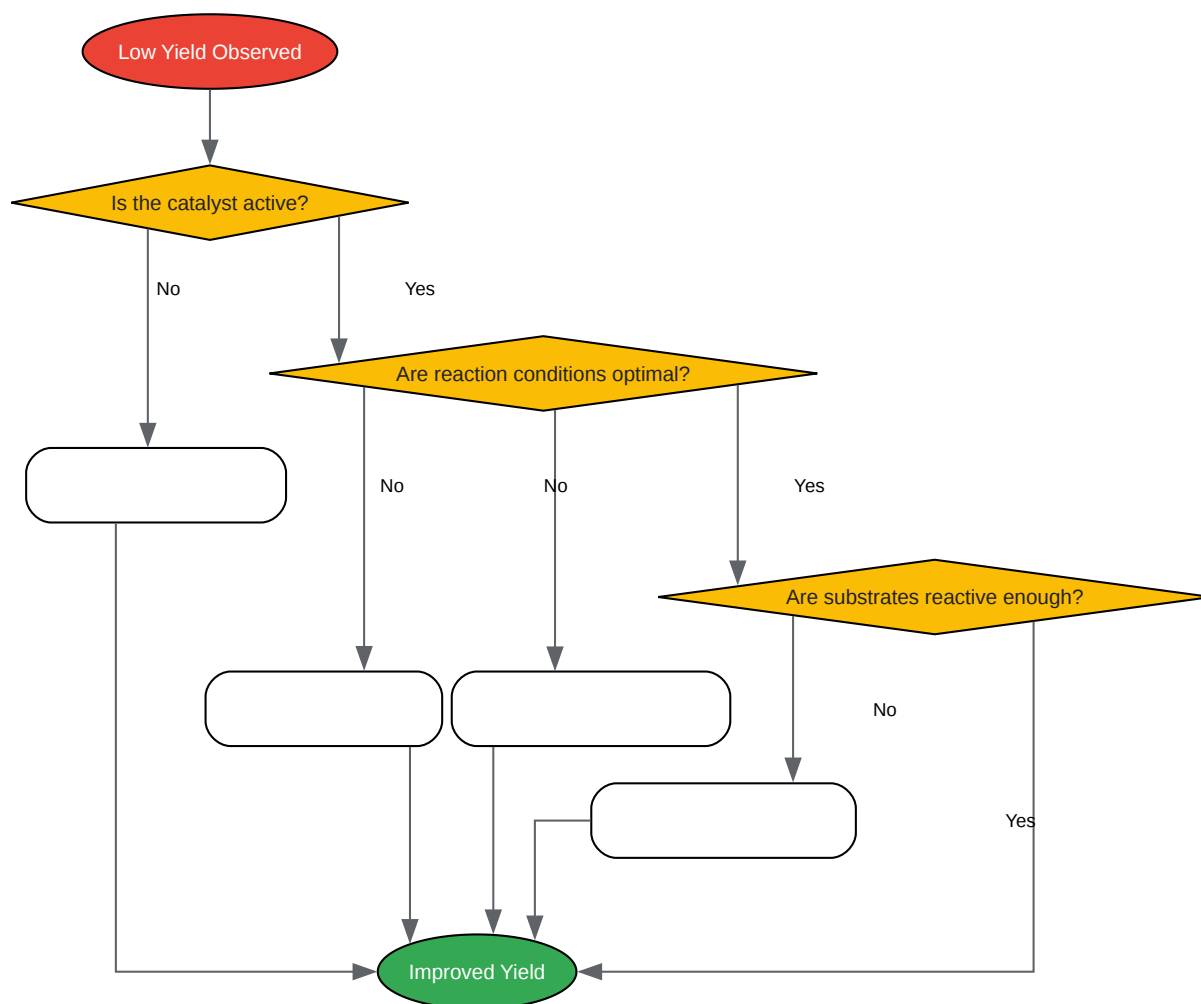 Low Yield Observed
Is the catalyst active?
No
Yes
Are reaction conditions optimal?
No
No
Yes
Are substrates reactive enough?
No
Yes
Improved Yield